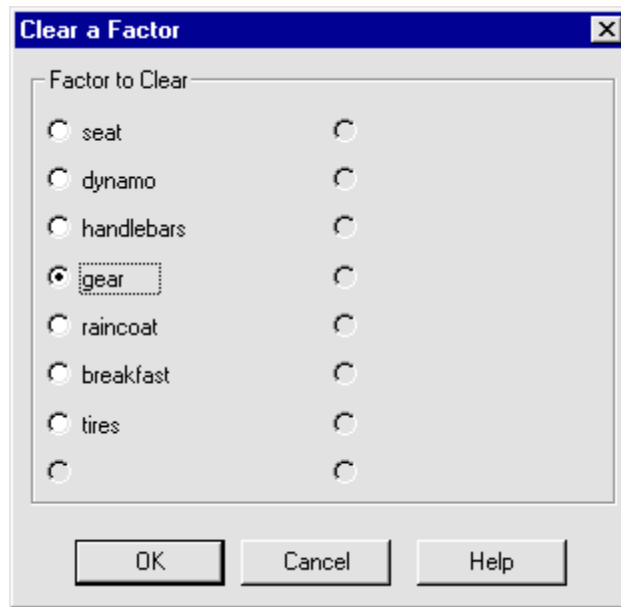 Clear a Factor
Factor to Clear
seat
dynamo
handlebars
gear
raincoat
breakfast
tires
OK Cancel Help